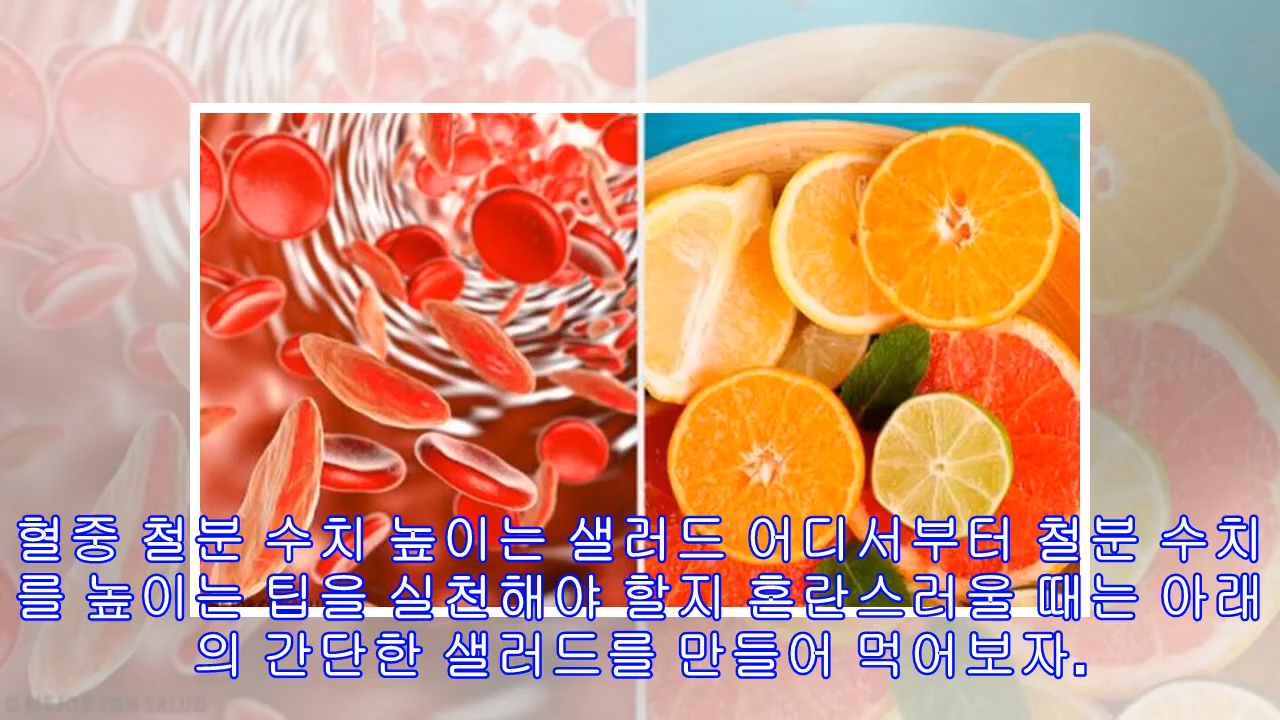 혈중 철분 수치 높이는 샐러드 어디서부터 철분 수치
를 높이는 팁을 실천해야 할지 혼란스러울 때는 아래
의 간단한 샐러드를 만들어 먹어보자.
© MEJOR CON SALUD